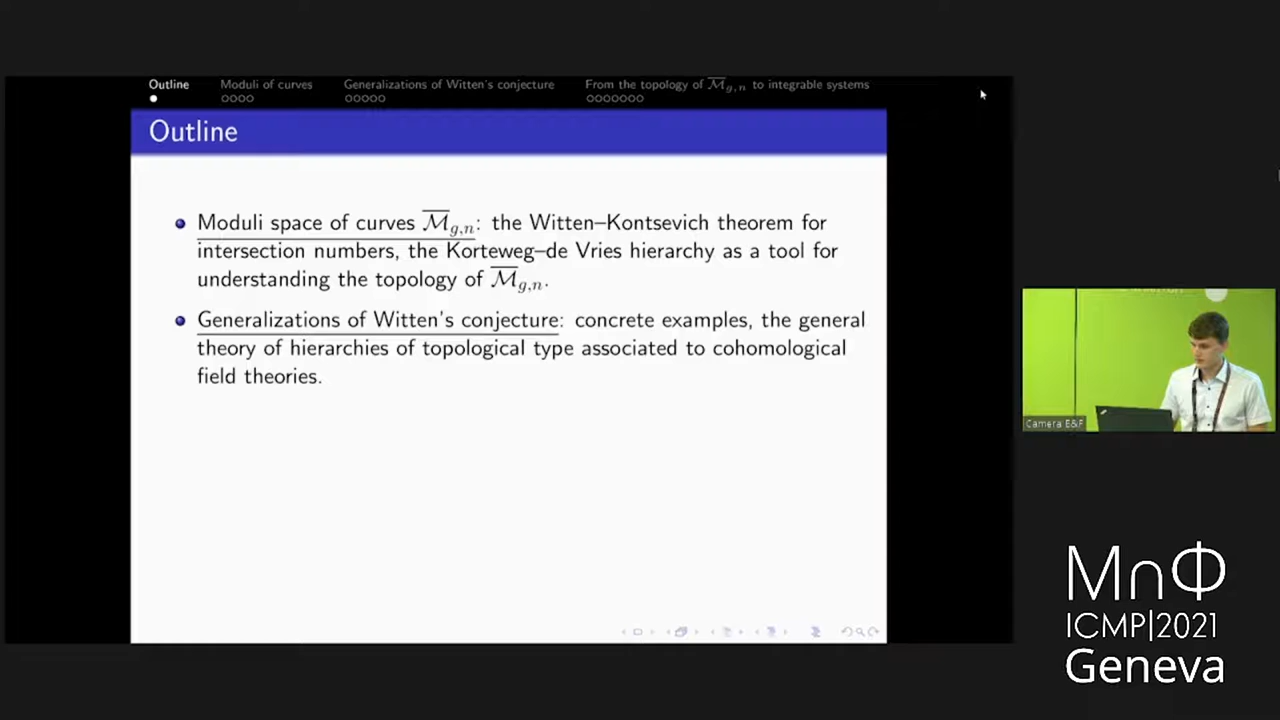 Outline
Moduli of curves
Generalizations of Witten's conjecture
From the topology of M̅g,n to integrable systems
Outline
Moduli space of curves M̅g,n: the Witten–Kontsevich theorem for
intersection numbers, the Korteweg–de Vries hierarchy as a tool for
understanding the topology of M̅g,n.
Generalizations of Witten's conjecture: concrete examples, the general
theory of hierarchies of topological type associated to cohomological
field theories.
Camera E&F
M∩Φ
ICMP|2021
Geneva